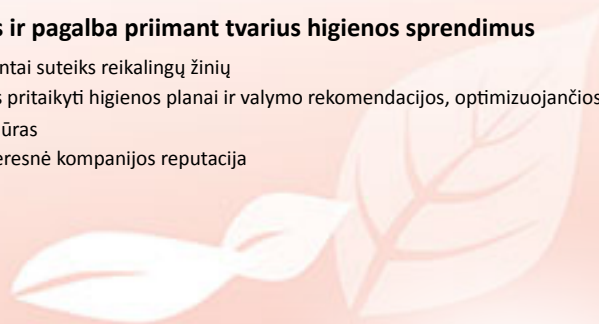 s ir pagalba priimant tvarius higienos sprendimus
ntai suteiks reikalingų žinių
s pritaikyti higienos planai ir valymo rekomendacijos, optimizuojančios
ūras
eresnė kompanijos reputacija